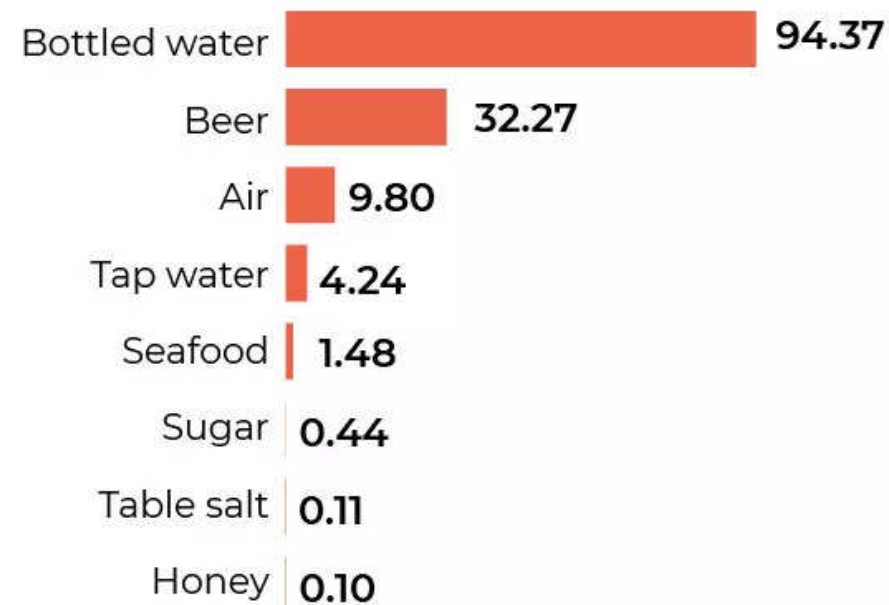 Bottled water 94.37
Beer 32.27
Air 9.80
Tap water 4.24
Seafood 1.48
Sugar 0.44
Table salt 0.11
Honey 0.10